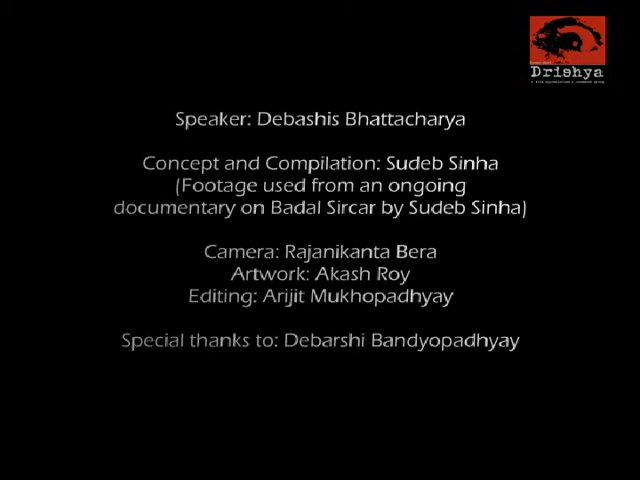 Drishya
Speaker: Debashis Bhattacharya
Concept and Compilation: Sudeb Sinha
(Footage used from an ongoing
documentary on Badal Sircar by Sudeb Sinha)
Camera: Rajanikanta Bera
Artwork: Akash Roy
Editing: Arijit Mukhopadhyay
Special thanks to: Debarshi Bandyopadhyay